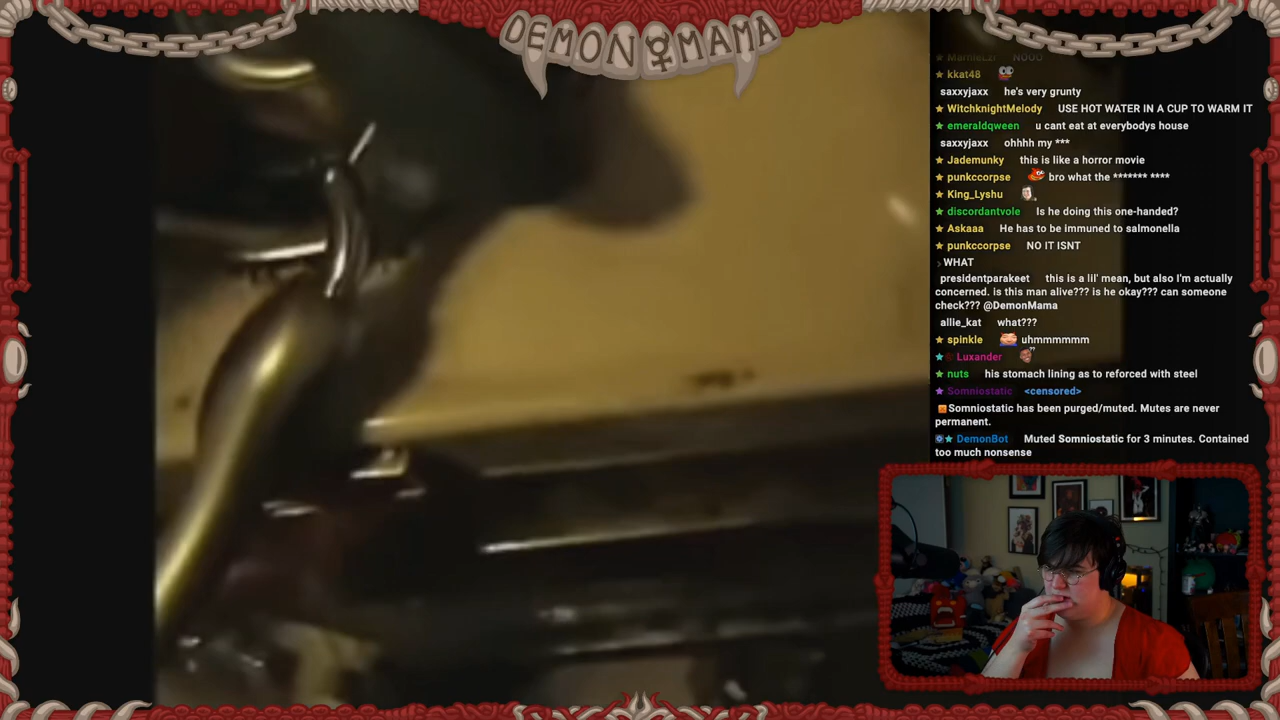 DEMON MAMA
MarnieLzi NOOO
kkat48
saxxyjaxx he's very grunty
WitchknightMelody USE HOT WATER IN A CUP TO WARM IT
emeraldqween u cant eat at everybodys house
saxxyjaxx ohhhh my ***
Jademunky this is like a horror movie
punkccorpse bro what the ******* ****
King_Lyshu
discordantvole Is he doing this one-handed?
Askaaa He has to be immuned to salmonella
punkccorpse NO IT ISNT
WHAT
presidentparakeet this is a lil' mean, but also I'm actually
concerned. is this man alive??? is he okay??? can someone
check??? @DemonMama
allie_kat what???
spinkle uhmmmmmm
Luxander
nuts his stomach lining as to reforced with steel
Somniostatic <censored>
Somniostatic has been purged/muted. Mutes are never
permanent.
DemonBot Muted Somniostatic for 3 minutes. Contained
too much nonsense